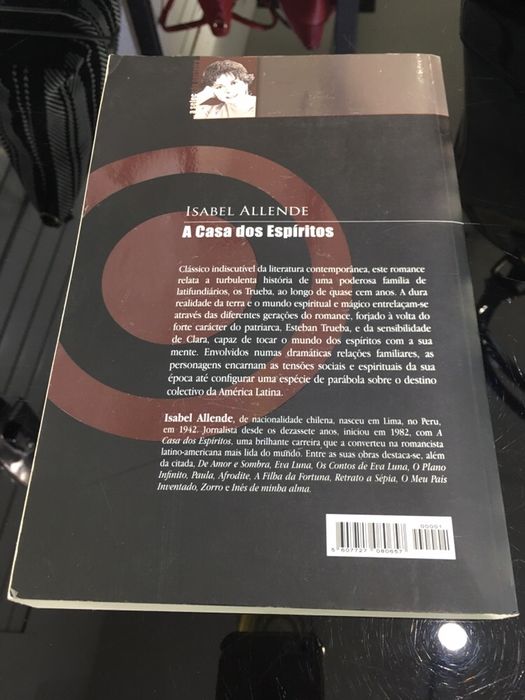 ISABEL ALLENDE
A Casa dos Espíritos
Clássico indiscutível da literatura contemporânea, este romance
relata a turbulenta história de uma poderosa família de
latifundiários, os Trueba, ao longo de quase cem anos. A dura
realidade da terra e o mundo espiritual e mágico entrelaçam-se
através das diferentes gerações do romance, forjado à volta do
forte carácter do patriarca, Esteban Trueba, e da sensibilidade
de Clara, capaz de tocar o mundo dos espíritos com a sua
mente. Envolvidos numas dramáticas relações familiares, as
personagens encarnam as tensões sociais e espirituais da sua
época até configurar uma espécie de parábola sobre o destino
colectivo da América Latina.
Isabel Allende, de nacionalidade chilena, nasceu em Lima, no Peru,
em 1942. Jornalista desde os dezassete anos, iniciou em 1982, com A
Casa dos Espíritos, uma brilhante carreira que a converteu na romancista
latino-americana mais lida do mundo. Entre as suas obras destaca-se, além
da citada, De Amor e Sombra, Eva Luna, Os Contos de Eva Luna, O Plano
Infinito, Paula, Afrodite, A Filha da Fortuna, Retrato a Sépia, O Meu País
Inventado, Zorro e Inês de minha alma.
00001
5 607727 080657